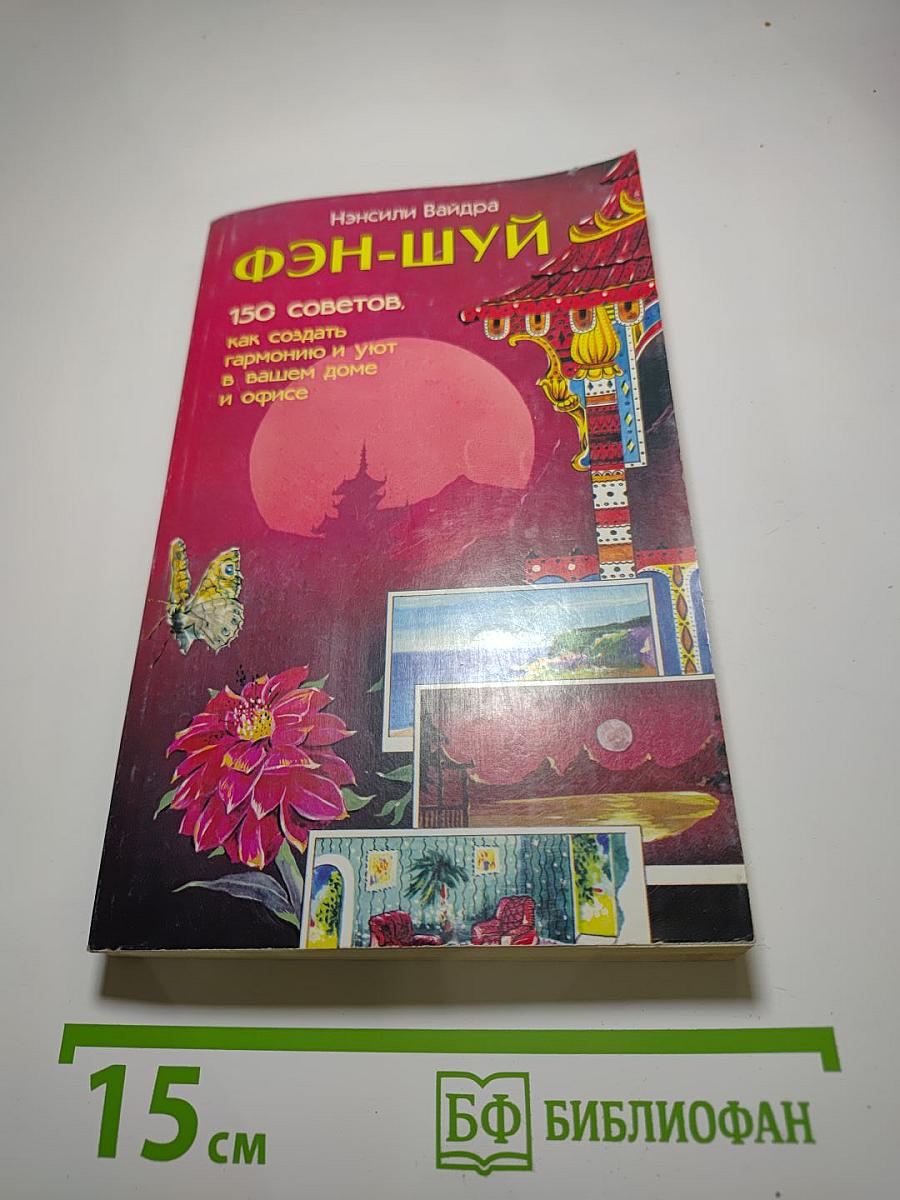 Нэнсили Вайдра
ФЭН-ШУЙ
150 советов,
как создать
гармонию и уют
в вашем доме
и офисе
15 см
БФ БИБЛИОФАН